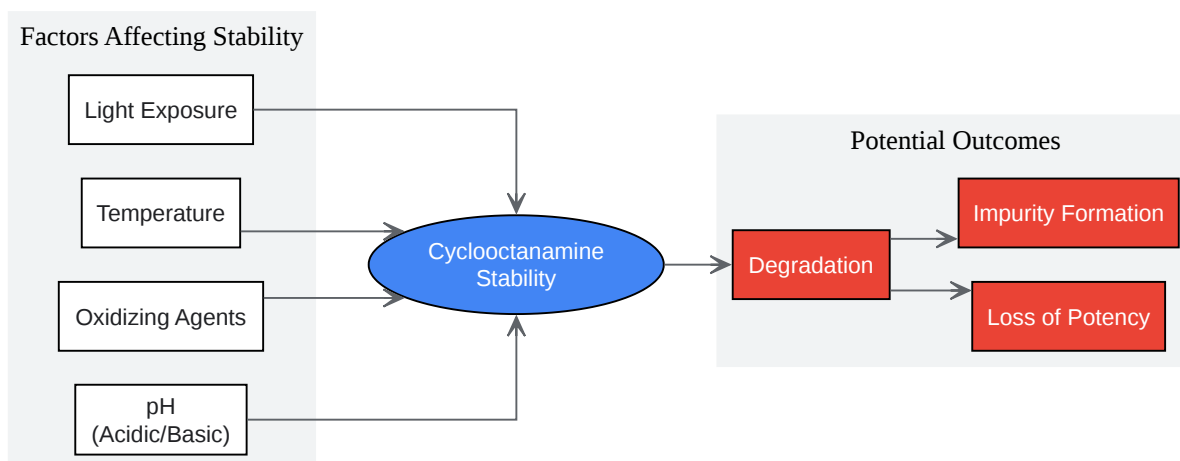 Factors Affecting Stability
Light Exposure
Temperature
Oxidizing Agents
pH
(Acidic/Basic)
Cyclooctanamine
Stability
Potential Outcomes
Degradation
Impurity Formation
Loss of Potency